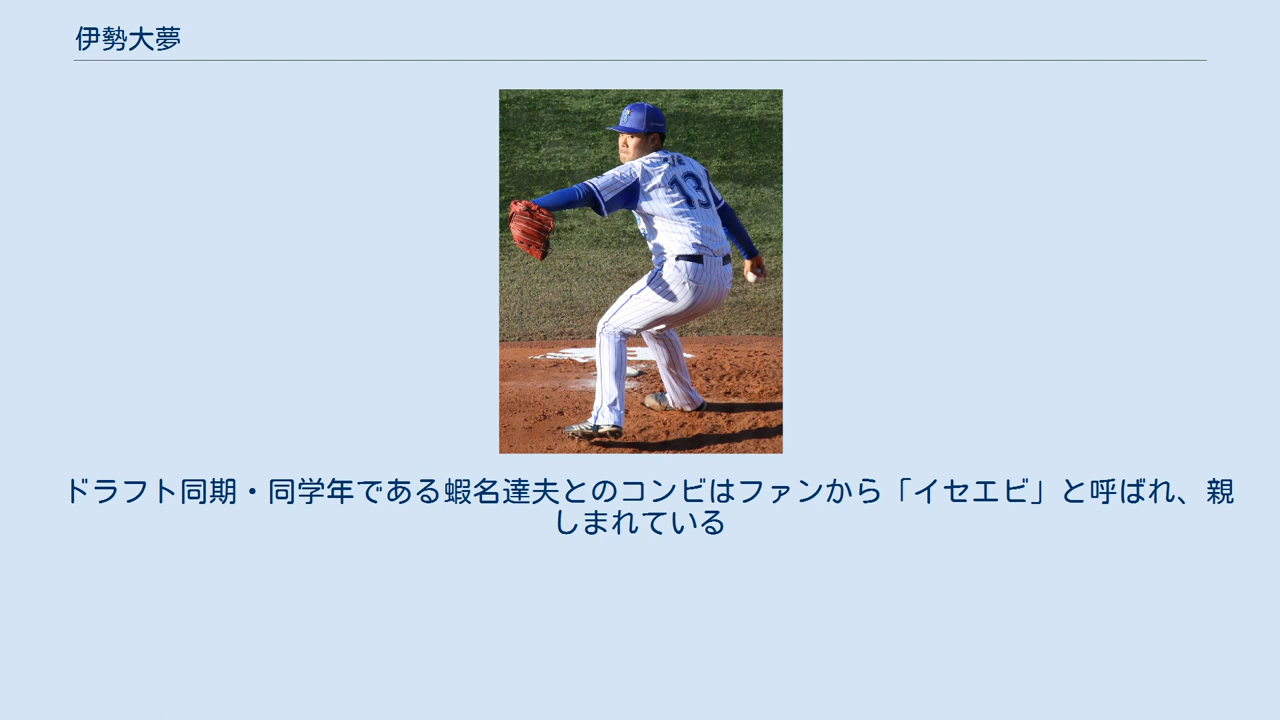 伊勢大夢
13
ドラフト同期・同学年である蝦名達夫とのコンビはファンから「イセエビ」と呼ばれ、親
しまれている